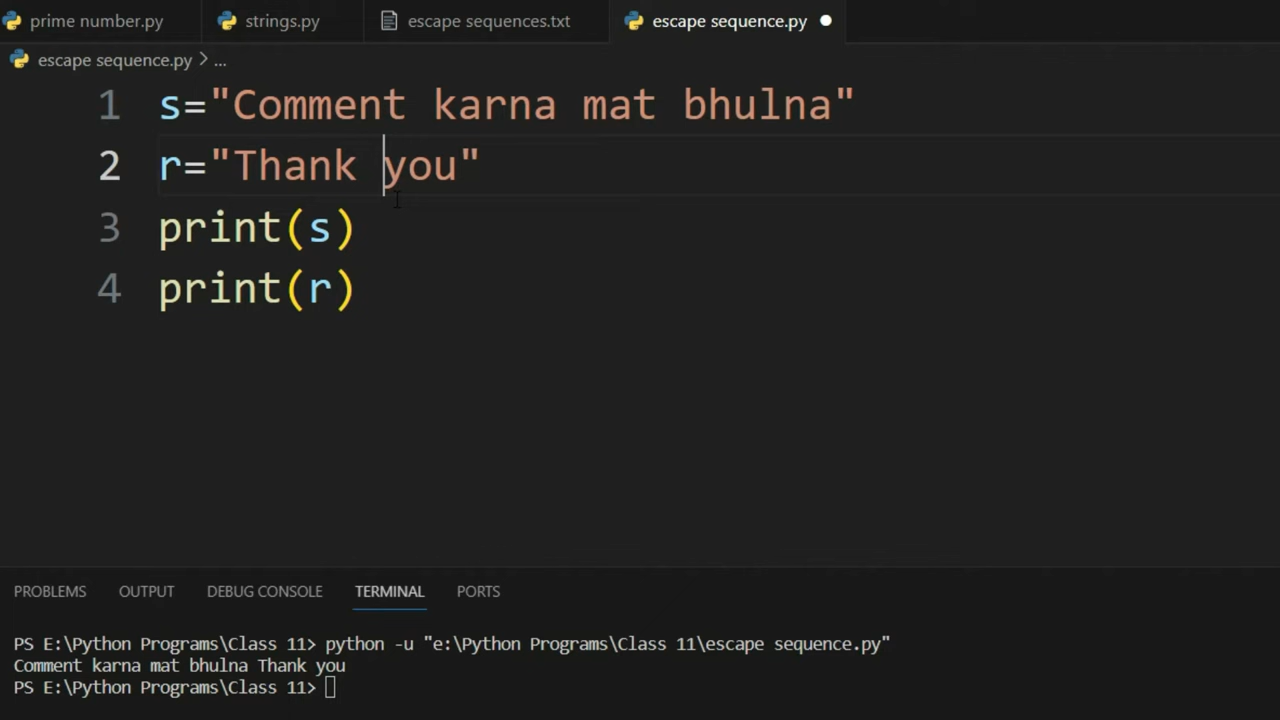 prime number.py strings.py escape sequences.txt escape sequence.py
escape sequence.py > ...
1 s="Comment karna mat bhulna"
2 r="Thank you"
3 print(s)
4 print(r)
PROBLEMS OUTPUT DEBUG CONSOLE TERMINAL PORTS
PS E:\Python Programs\Class 11> python -u "e:\Python Programs\Class 11\escape sequence.py"
Comment karna mat bhulna Thank you
PS E:\Python Programs\Class 11>